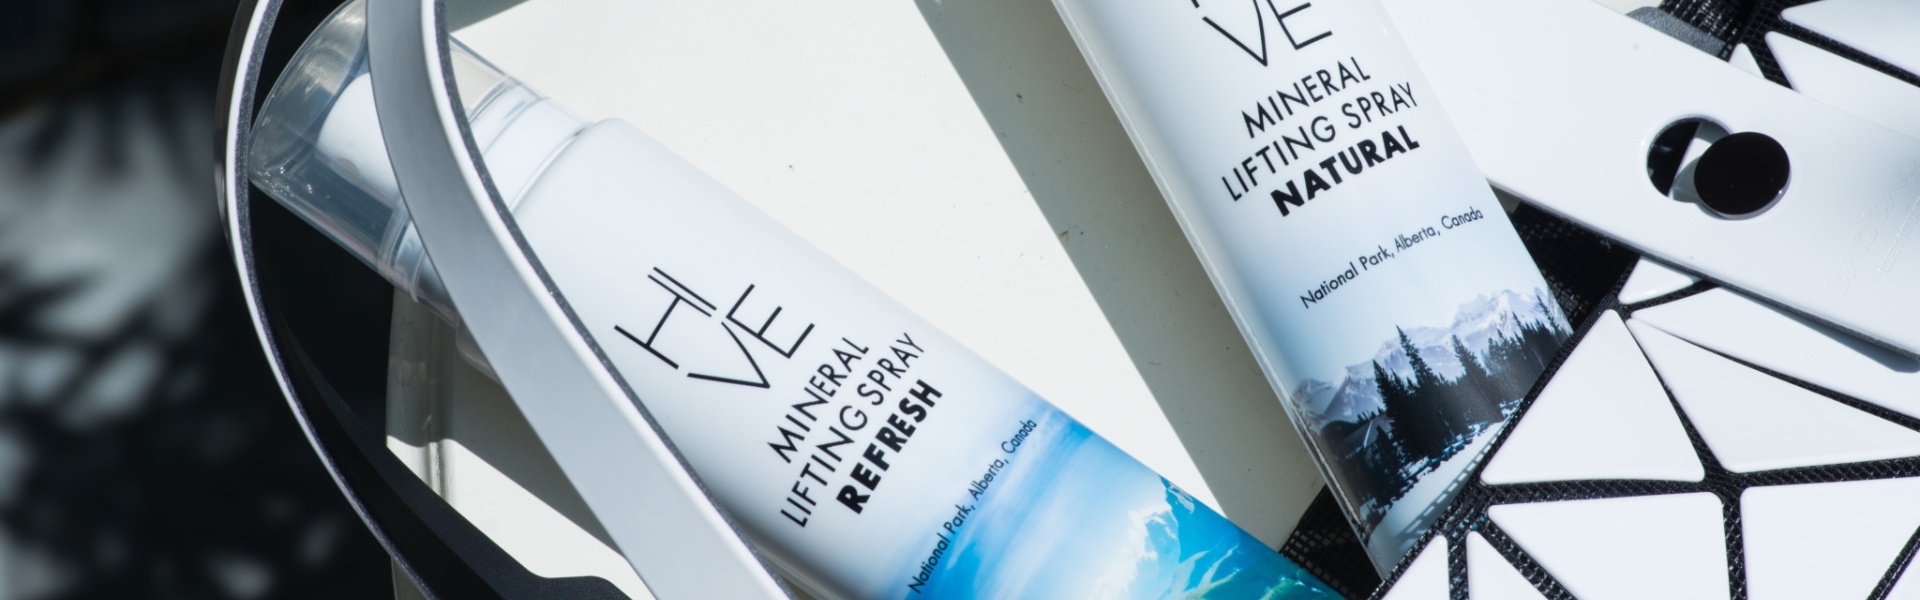 HI
VE
MINERAL
LIFTING SPRAY
REFRESH
National Park, Alberta, Canada
VE
MINERAL
LIFTING SPRAY
NATURAL
National Park, Alberta, Canada